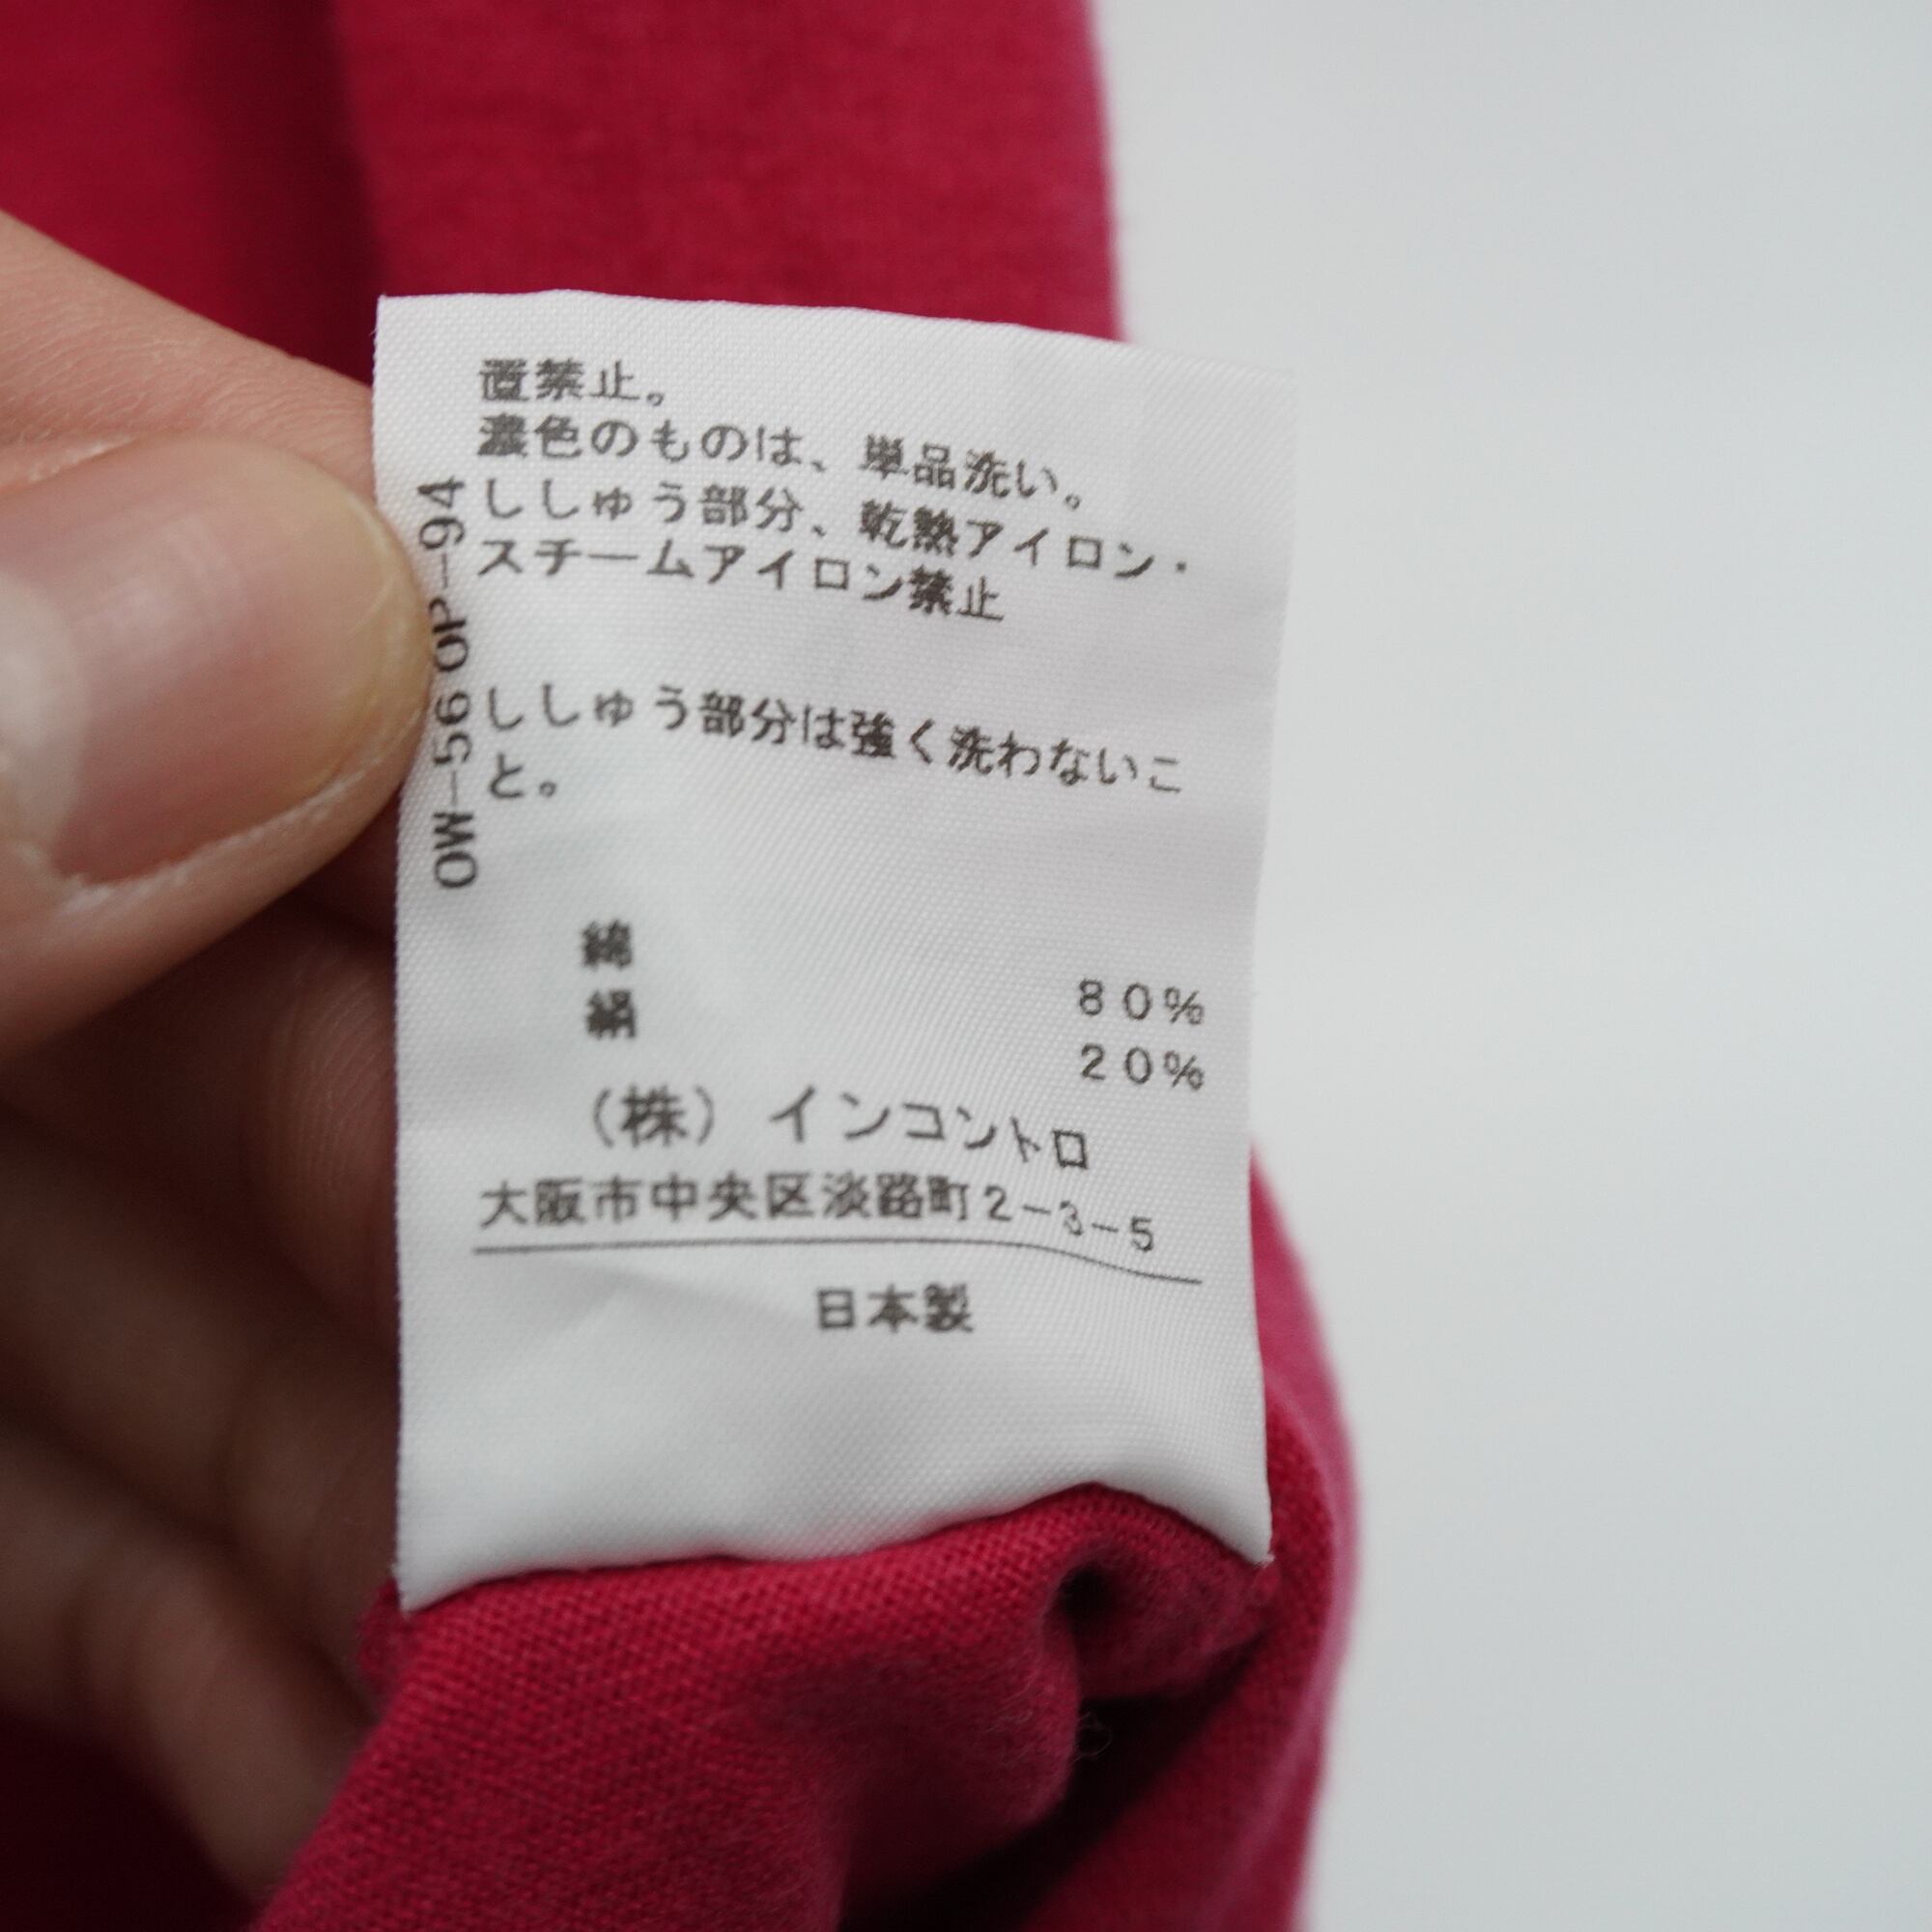 置禁止。
濃色のものは、単品洗い。
ししゅう部分、乾熱アイロン・
スチームアイロン禁止
ししゅう部分は強く洗わないこ
と。
OW-56 OP-94
綿 80%
絹 20%
(株) インコントロ
大阪市中央区淡路町2-3-5
日本製